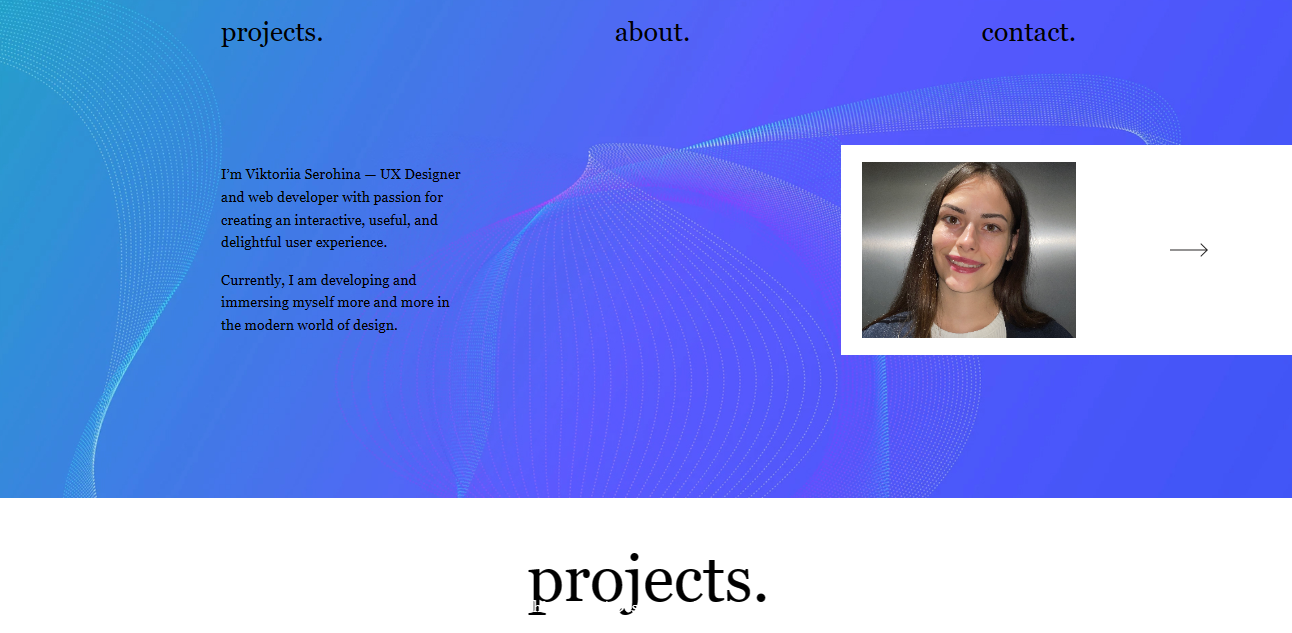 projects.
about.
contact.
I’m Viktoriia Serohina — UX Designer
and web developer with passion for
creating an interactive, useful, and
delightful user experience.
Currently, I am developing and
immersing myself more and more in
the modern world of design.
projects.